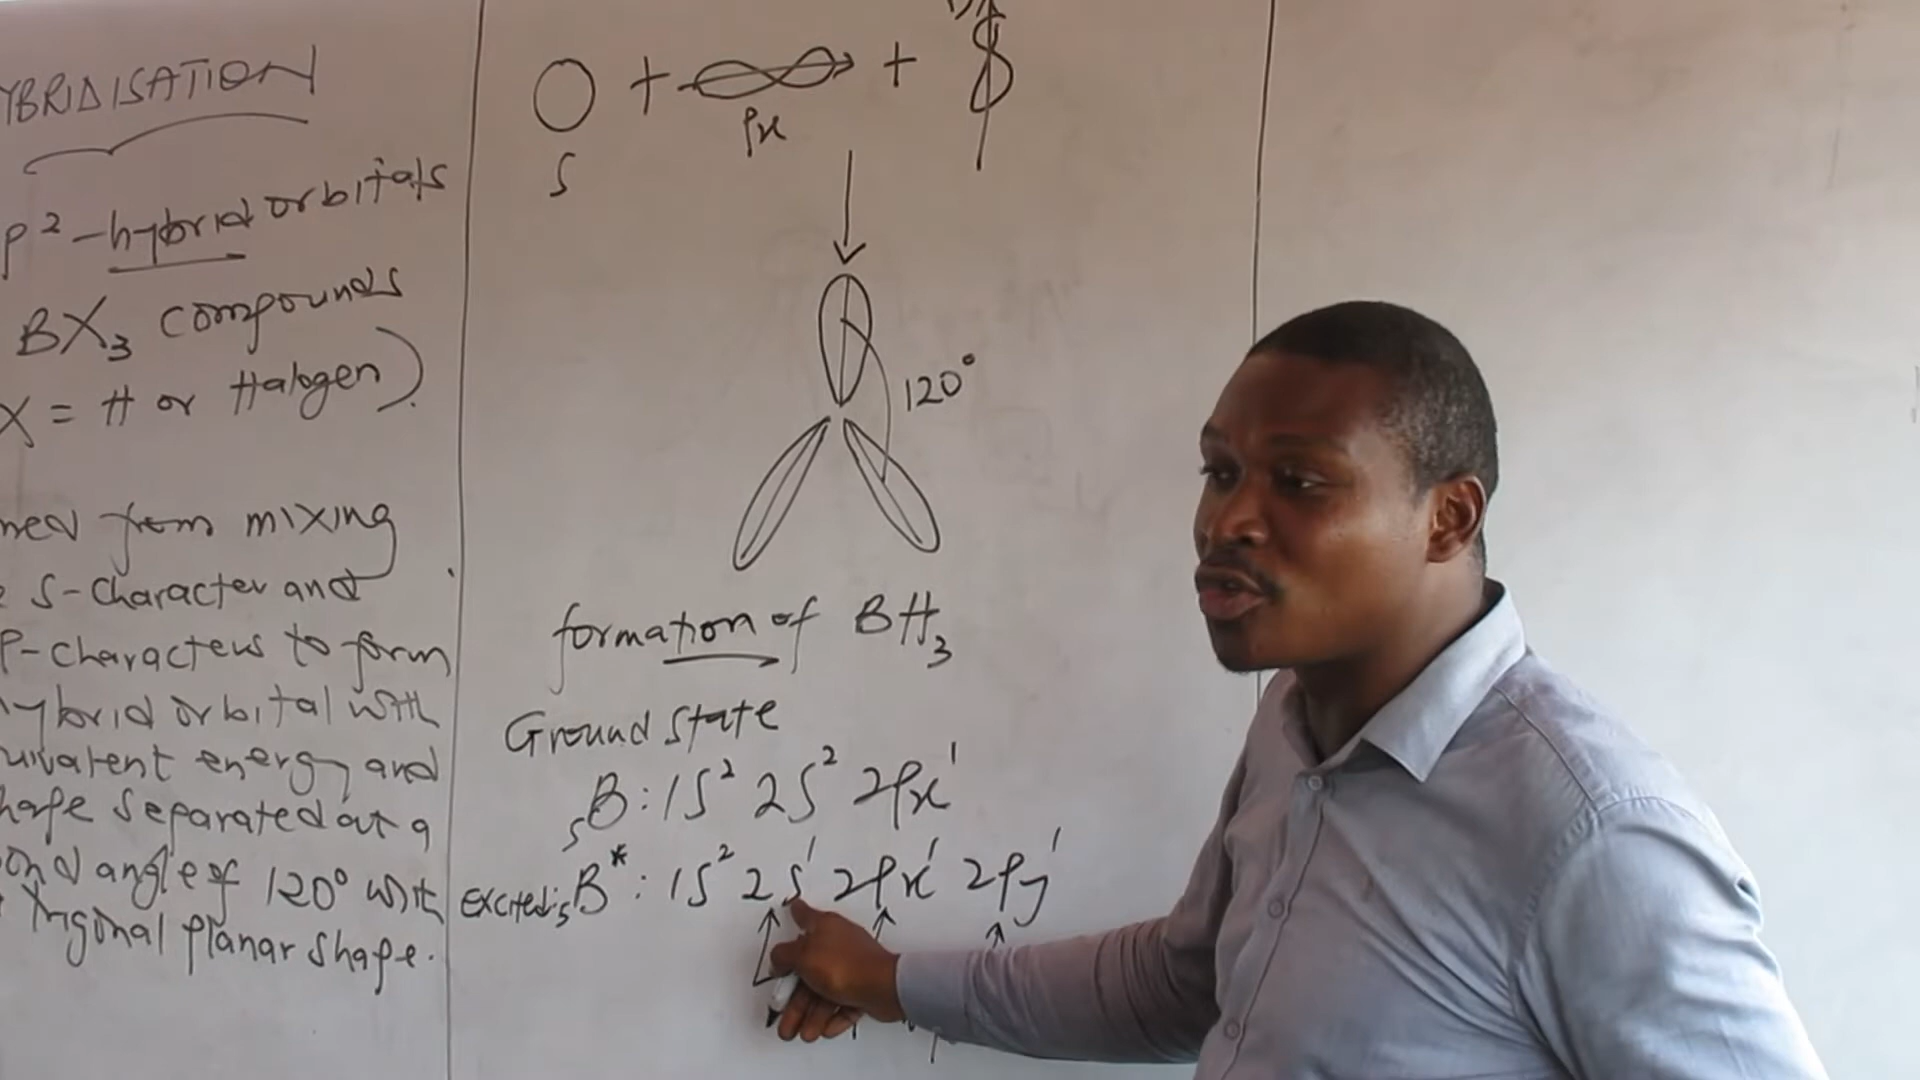 YBRIDISATION
P²-hybrid orbitals
BX₃ compounds
X = H or Halogen)
med from mixing
e S-Character and
P-characters to form
hybrid orbital with
uivalent energy and
hape separated at a
ond angle of 120° with
Trigonal planar shape.
+ +
S Px
120°
formation of BH₃
Ground State
₅B: 1S² 2S² 2Px¹
Excited: ₅B*: 1S² 2S¹ 2Px¹ 2Py¹